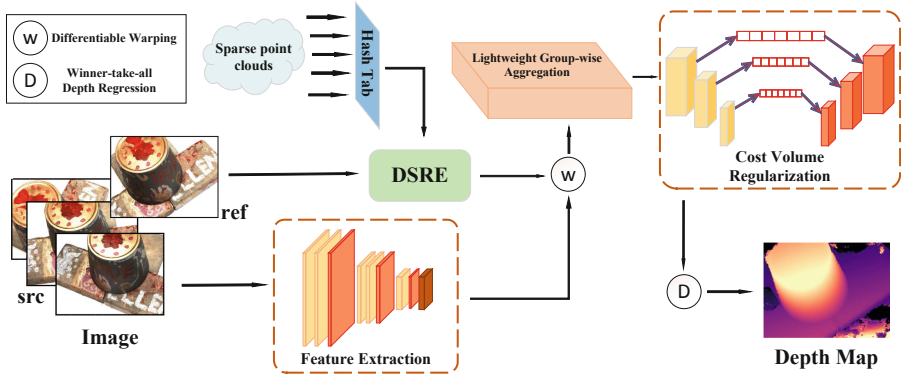 W
Differentiable Warping
D
Winner-take-all
Depth Regression
Sparse point
clouds
Hash Tab
Lightweight Group-wise
Aggregation
Cost Volume
Regularization
DSRE
W
ref
src
Image
Feature Extraction
D
Depth Map